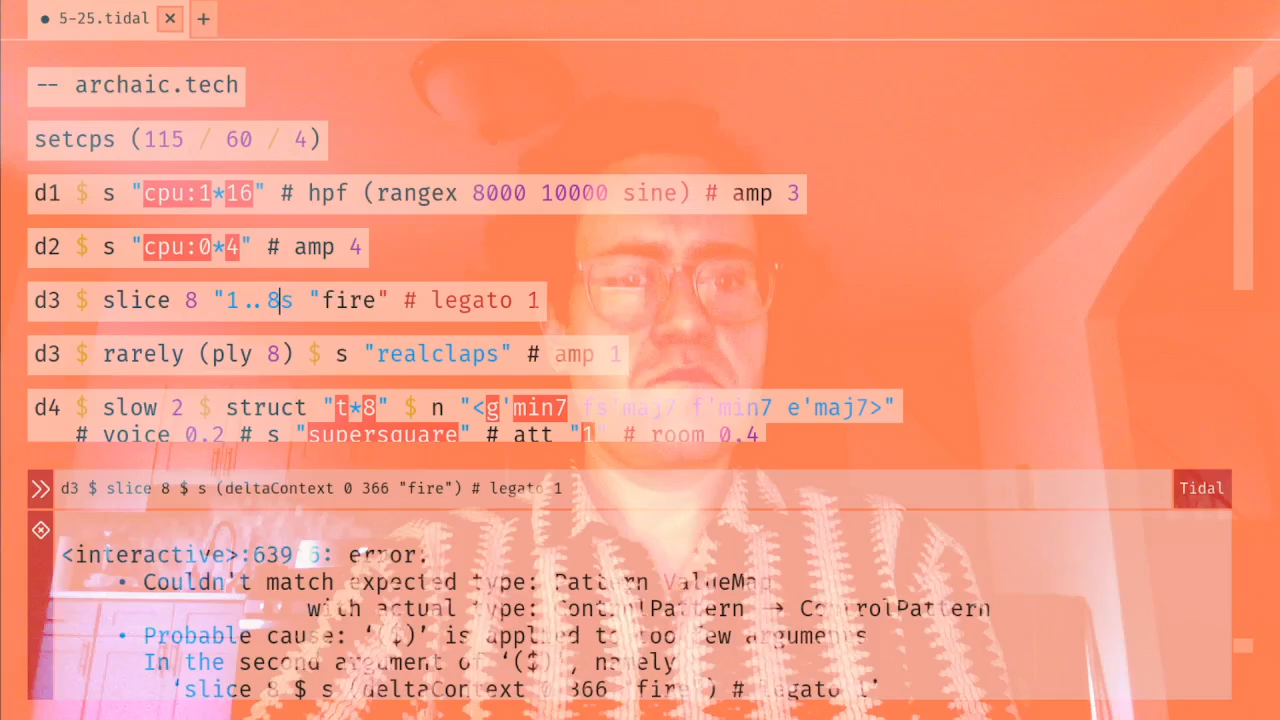 ● 5-25.tidal ✕ +
-- archaic.tech
setcps (115 / 60 / 4)
d1 $ s "cpu:1*16" # hpf (rangex 8000 10000 sine) # amp 3
d2 $ s "cpu:0*4" # amp 4
d3 $ slice 8 "1..8s "fire" # legato 1
d3 $ rarely (ply 8) $ s "realclaps" # amp 1
d4 $ slow 2 $ struct "t*8" $ n "<g'min7 fs'maj7 f'min7 e'maj7>"
# voice 0.2 # s "supersquare" # att "1" # room 0.4
d3 $ slice 8 $ s (deltaContext 0 366 "fire") # legato 1
Tidal
<interactive>:639:6: error:
• Couldn't match expected type: Pattern ValueMap
with actual type: ControlPattern → ControlPattern
• Probable cause: ‘($)’ is applied to too few arguments
In the second argument of ‘($)’, namely
‘slice 8 $ s (deltaContext 0 366 "fire") # legato 1’